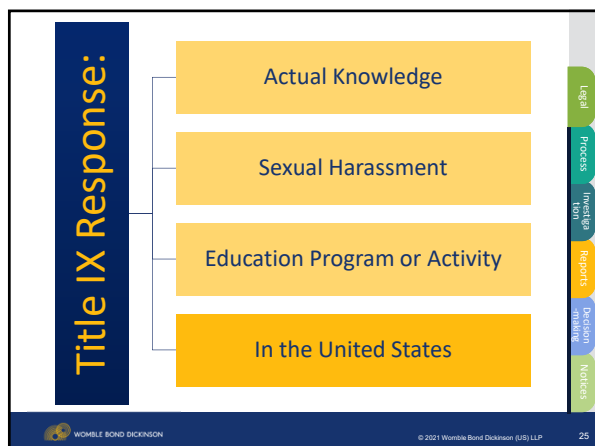 Title IX Response:
Actual Knowledge
Sexual Harassment
Education Program or Activity
In the United States
Legal
Process
Investiga
tion
Reports
Decision
-making
Notices
WOMBLE BOND DICKINSON
© 2021 Womble Bond Dickinson (US) LLP
25